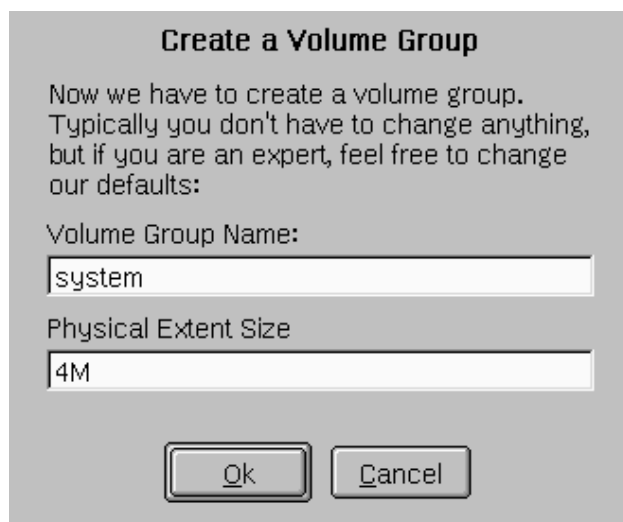 Create a Volume Group
Now we have to create a volume group.
Typically you don't have to change anything,
but if you are an expert, feel free to change
our defaults:
Volume Group Name:
system
Physical Extent Size
4M
Ok Cancel